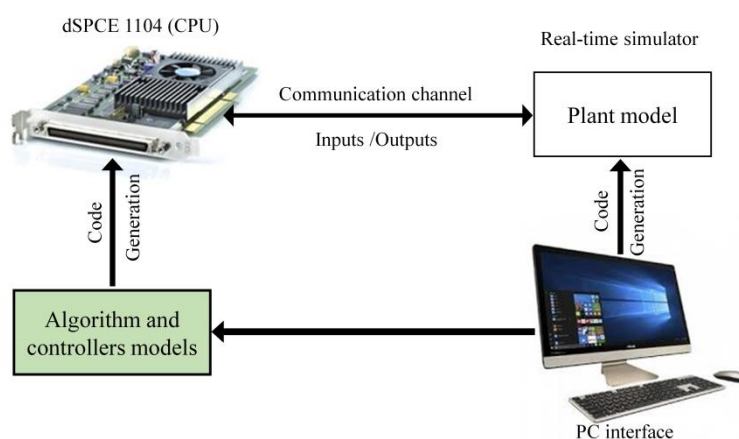 dSPCE 1104 (CPU)
Real-time simulator
Communication channel
Plant model
Inputs /Outputs
Code
Generation
Code
Generation
Algorithm and
controllers models
PC interface